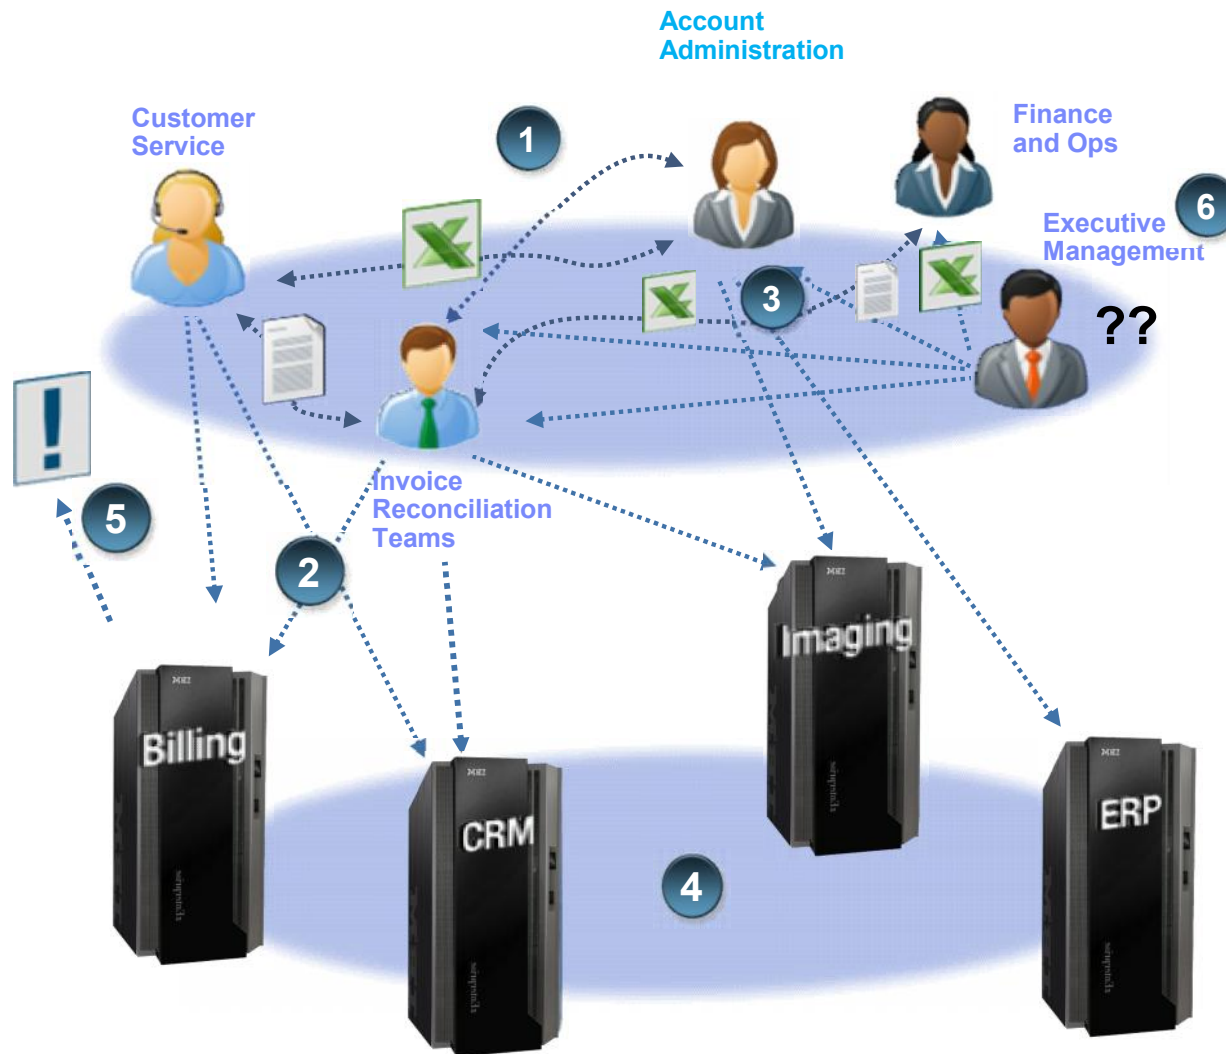 Account
Administration
Customer
Service
1
Finance
and Ops
6
Executive
Management
3
??
!
5
Invoice
Reconciliation
Teams
2
Imaging
Billing
CRM
ERP
4